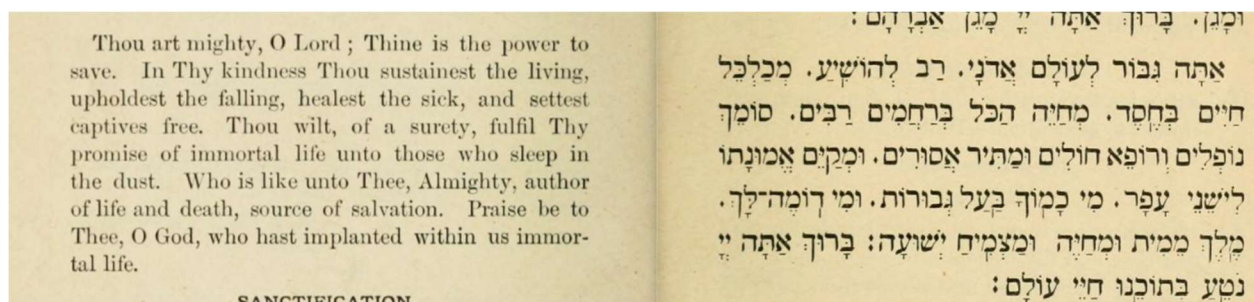 Thou art mighty, O Lord ; Thine is the power to
save. In Thy kindness Thou sustainest the living,
upholdest the falling, healest the sick, and settest
captives free. Thou wilt, of a surety, fulfil Thy
promise of immortal life unto those who sleep in
the dust. Who is like unto Thee, Almighty, author
of life and death, source of salvation. Praise be to
Thee, O God, who hast implanted within us immor-
tal life.
SANCTIFICATION
וּמָגֵן. בָּרוּךְ אַתָּה יְיָ מָגֵן אַבְרָהָם:
אַתָּה גִּבּוֹר לְעוֹלָם אֲדֹנָי. רַב לְהוֹשִׁיעַ. מְכַלְכֵּל
חַיִּים בְּחֶסֶד. מְחַיֵּה הַכֹּל בְּרַחֲמִים רַבִּים. סוֹמֵךְ
נוֹפְלִים וְרוֹפֵא חוֹלִים וּמַתִּיר אֲסוּרִים. וּמְקַיֵּם אֱמוּנָתוֹ
לִישֵׁנֵי עָפָר. מִי כָמוֹךָ בַּעַל גְּבוּרוֹת. וּמִי דוֹמֶה־לָּךְ.
מֶלֶךְ מֵמִית וּמְחַיֶּה וּמַצְמִיחַ יְשׁוּעָה: בָּרוּךְ אַתָּה יְיָ
נֹטֵעַ בְּתוֹכֵנוּ חַיֵּי עוֹלָם: